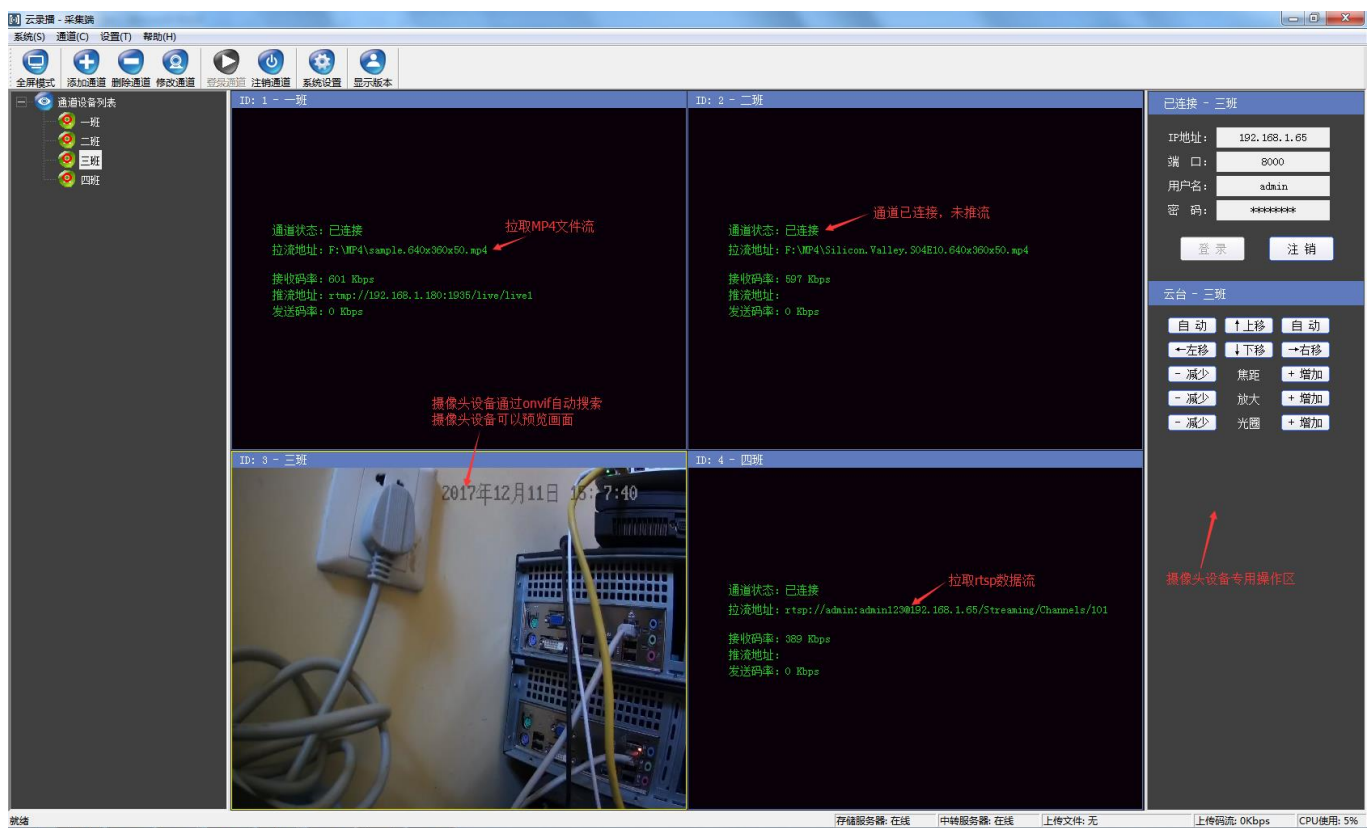 云录播 - 采集端
系统(S) 通道(C) 设置(T) 帮助(H)
全屏模式 添加通道 删除通道 修改通道 登录通道 注销通道 系统设置 显示版本
通道设备列表
一班
二班
三班
四班
ID: 1 - 一班
通道状态: 已连接
拉取MP4文件流
拉流地址: F:\MP4\sample.640x360x50.mp4
接收码率: 601 Kbps
推流地址: rtmp://192.168.1.180:1935/live/live1
发送码率: 0 Kbps
摄像头设备通过onvif自动搜索
摄像头设备可以预览画面
ID: 2 - 二班
通道已连接，未推流
通道状态: 已连接
拉流地址: F:\MP4\Silicon.Valley.S04E10.640x360x50.mp4
接收码率: 597 Kbps
推流地址:
发送码率: 0 Kbps
ID: 3 - 三班
2017年12月11日
7:40
ID: 4 - 四班
拉取rtsp数据流
通道状态: 已连接
拉流地址: rtsp://admin:admin123@192.168.1.65/Streaming/Channels/101
接收码率: 389 Kbps
推流地址:
发送码率: 0 Kbps
已连接 - 三班
IP地址: 192.168.1.65
端 口: 8000
用户名: admin
密 码: ********
登 录 注 销
云台 - 三班
自 动 ↑上移 自 动
←左移 ↓下移 →右移
- 减少 焦距 + 增加
- 减少 放大 + 增加
- 减少 光圈 + 增加
摄像头设备专用操作区
就绪 存储服务器: 在线 中转服务器: 在线 上传文件: 无 上传码流: 0Kbps CPU使用: 5%